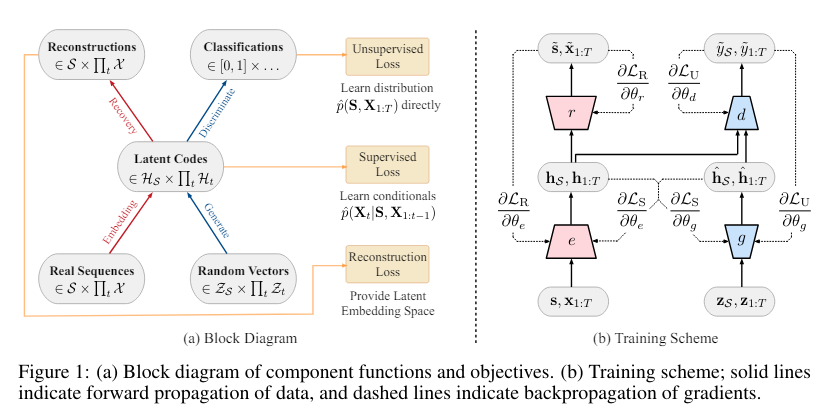 Reconstructions
∈ 𝒮 × ∏ₜ 𝒳
Classifications
∈ [0, 1] × ...
Unsupervised
Loss
Learn distribution
p̂(S, X₁:T) directly
Recovery
Discriminate
Latent Codes
∈ ℋ𝒮 × ∏ₜ ℋₜ
Supervised
Loss
Learn conditionals
p̂(Xₜ|S, X₁:ₜ₋₁)
Embedding
Generate
Real Sequences
∈ 𝒮 × ∏ₜ 𝒳
Random Vectors
∈ 𝒵𝒮 × ∏ₜ 𝒵ₜ
Reconstruction
Loss
Provide Latent
Embedding Space
(a) Block Diagram
s̃, x̃₁:T
ỹ𝒮, ỹ₁:T
∂ℒR
∂θr
∂ℒU
∂θd
r
d
h𝒮, h₁:T
ĥ𝒮, ĥ₁:T
∂ℒR
∂θe
∂ℒS
∂θe
∂ℒS
∂θg
∂ℒU
∂θg
e
g
s, x₁:T
z𝒮, z₁:T
(b) Training Scheme
Figure 1: (a) Block diagram of component functions and objectives. (b) Training scheme; solid lines
indicate forward propagation of data, and dashed lines indicate backpropagation of gradients.